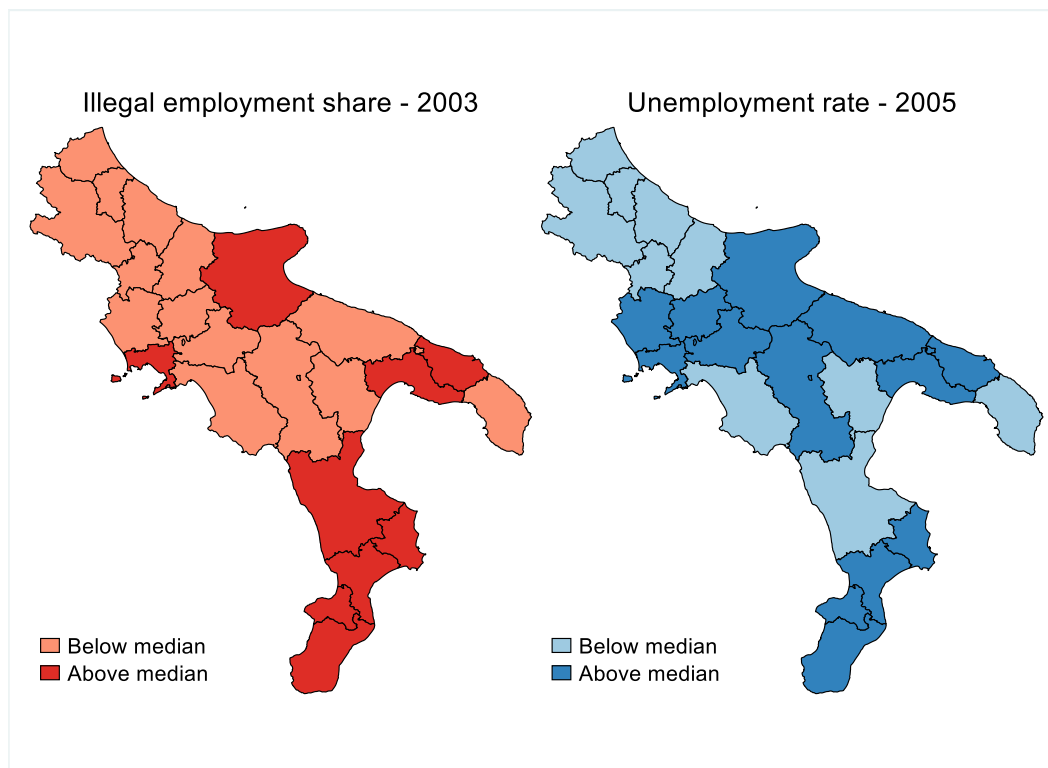 Illegal employment share - 2003
Unemployment rate - 2005
Below median
Above median
Below median
Above median